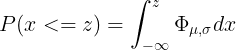 P(x <= z) = ∫_{-∞}^{z} Φ_{μ,σ} dx